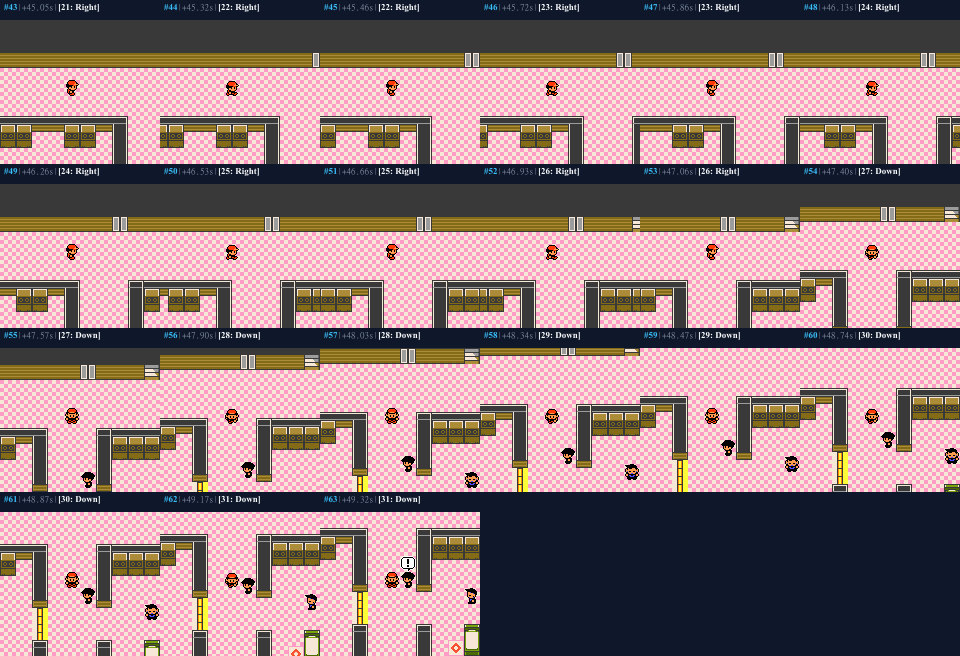 #43|+45.05s| [21: Right]
#44|+45.32s| [22: Right]
#45|+45.46s| [22: Right]
#46|+45.72s| [23: Right]
#47|+45.86s| [23: Right]
#48|+46.13s| [24: Right]
#49|+46.26s| [24: Right]
#50|+46.53s| [25: Right]
#51|+46.66s| [25: Right]
#52|+46.93s| [26: Right]
#53|+47.06s| [26: Right]
#54|+47.40s| [27: Down]
#55|+47.57s| [27: Down]
#56|+47.90s| [28: Down]
#57|+48.03s| [28: Down]
#58|+48.34s| [29: Down]
#59|+48.47s| [29: Down]
#60|+48.74s| [30: Down]
#61|+48.87s| [30: Down]
#62|+49.17s| [31: Down]
#63|+49.32s| [31: Down]
!